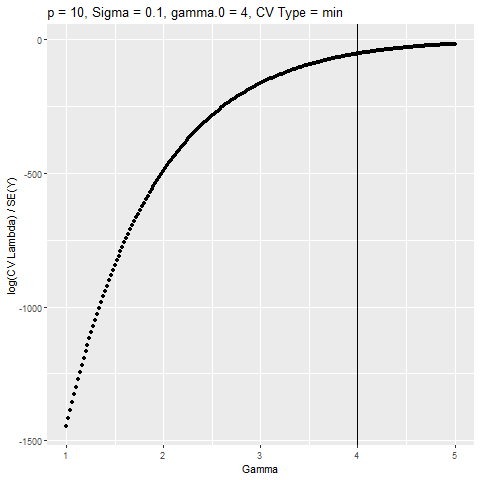 p = 10, Sigma = 0.1, gamma.0 = 4, CV Type = min
log(CV Lambda) / SE(Y)
0
-500
-1000
-1500
1 2 3 4 5
Gamma